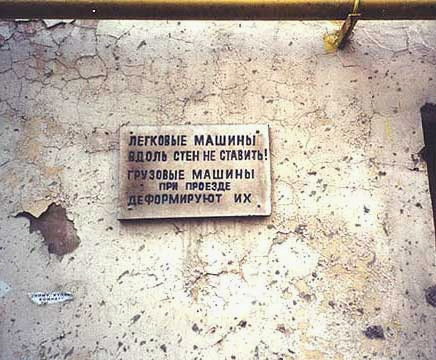 ЛЕГКОВЫЕ МАШИНЫ
ВДОЛЬ СТЕН НЕ СТАВИТЬ!
ГРУЗОВЫЕ МАШИНЫ
ПРИ ПРОЕЗДЕ
ДЕФОРМИРУЮТ ИХ